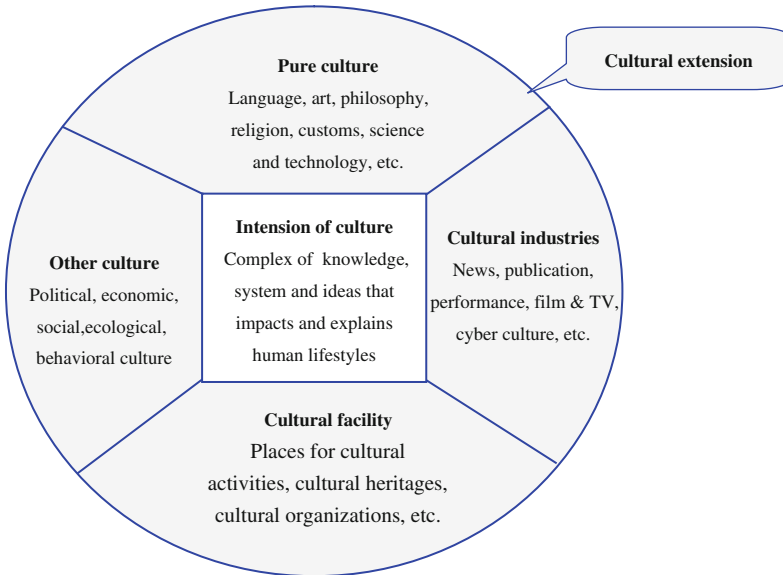 Pure culture
Language, art, philosophy,
religion, customs, science
and technology, etc.
Cultural extension
Other culture
Political, economic,
social,ecological,
behavioral culture
Intension of culture
Complex of knowledge,
system and ideas that
impacts and explains
human lifestyles
Cultural industries
News, publication,
performance, film & TV,
cyber culture, etc.
Cultural facility
Places for cultural
activities, cultural heritages,
cultural organizations, etc.